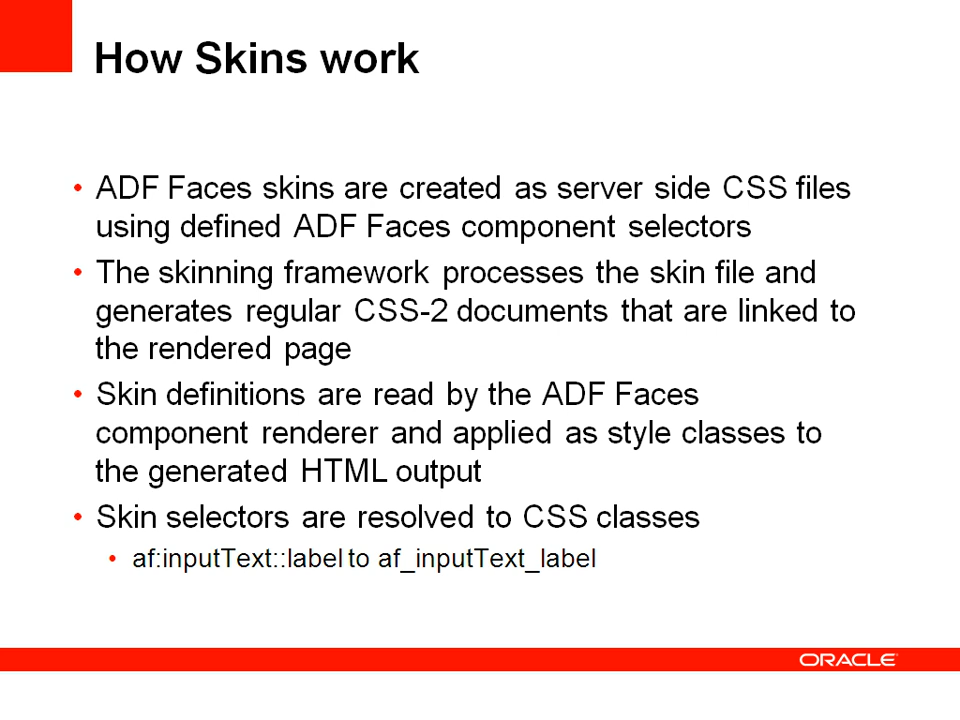 How Skins work
• ADF Faces skins are created as server side CSS files
using defined ADF Faces component selectors
• The skinning framework processes the skin file and
generates regular CSS-2 documents that are linked to
the rendered page
• Skin definitions are read by the ADF Faces
component renderer and applied as style classes to
the generated HTML output
• Skin selectors are resolved to CSS classes
• af:inputText::label to af_inputText_label
ORACLE